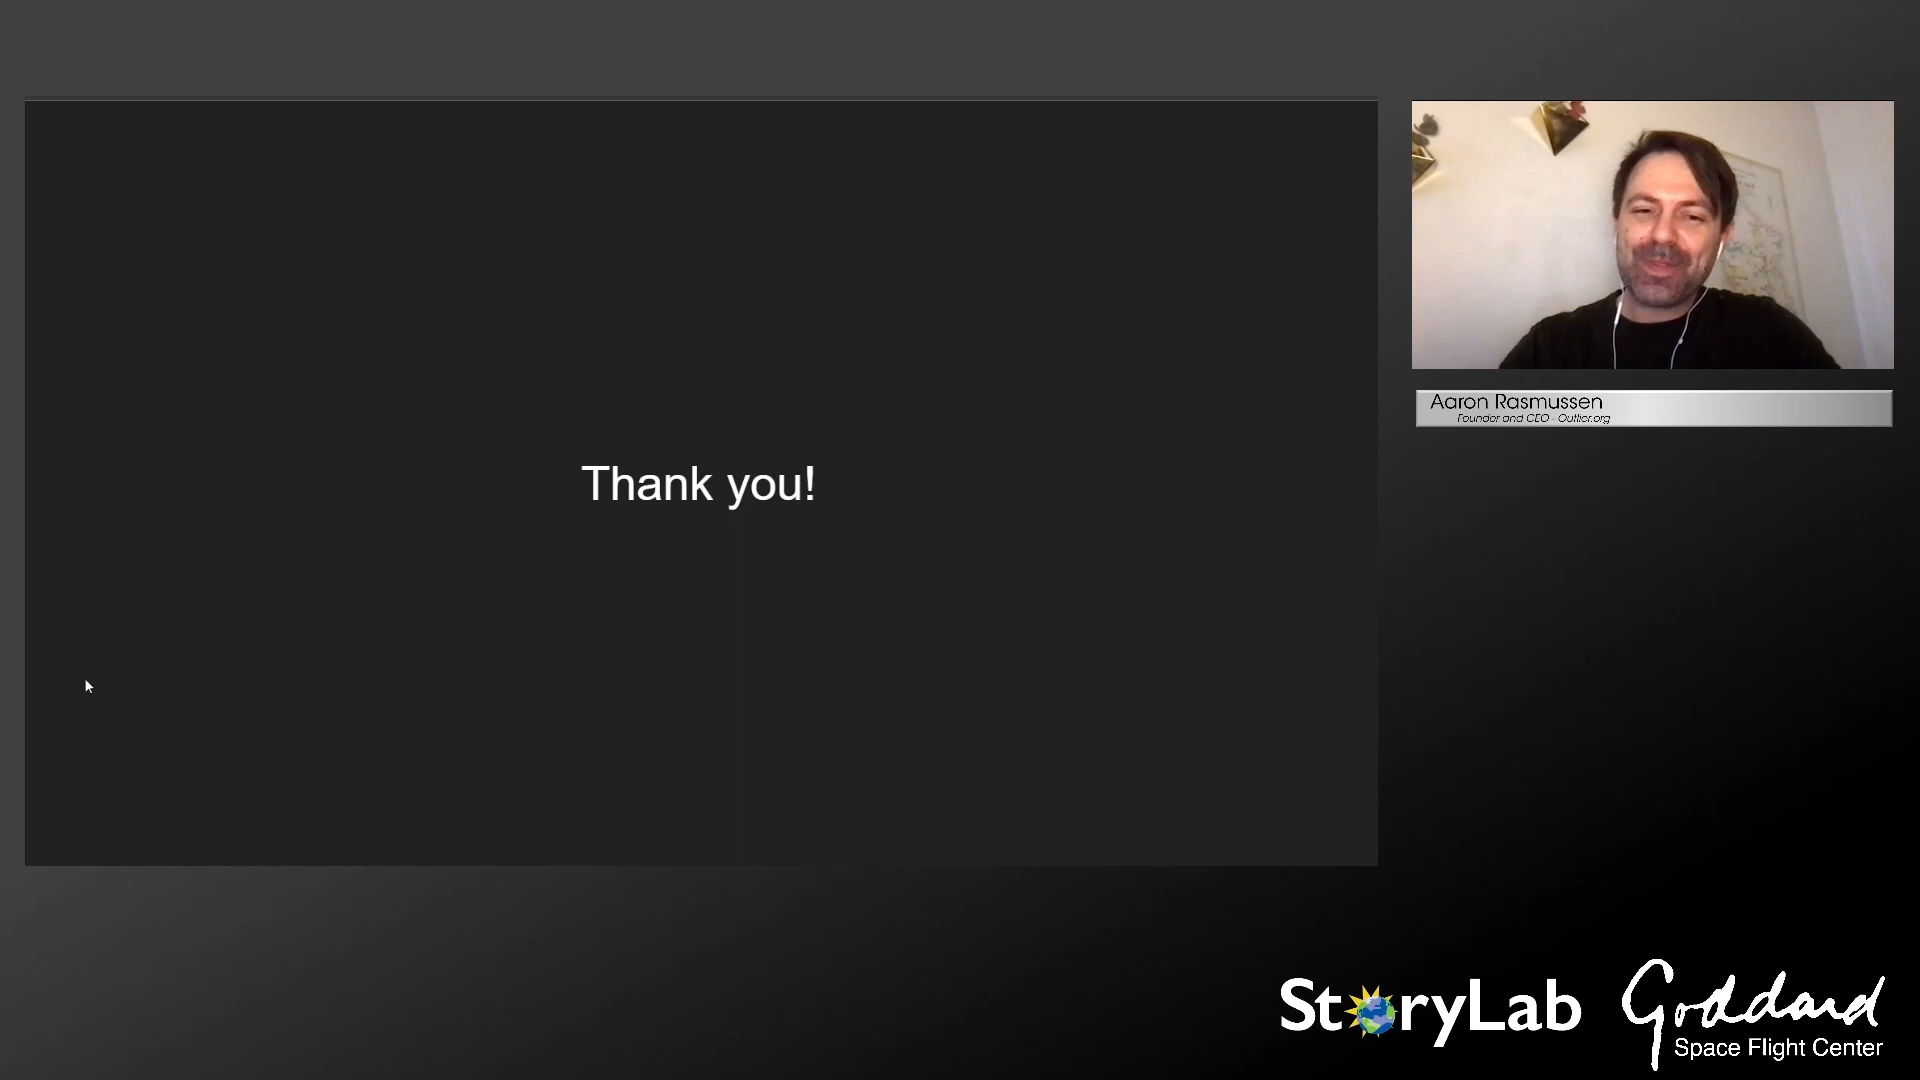 Thank you!
Aaron Rasmussen
Founder and CEO - Outlier.org
StoryLab
Goddard
Space Flight Center